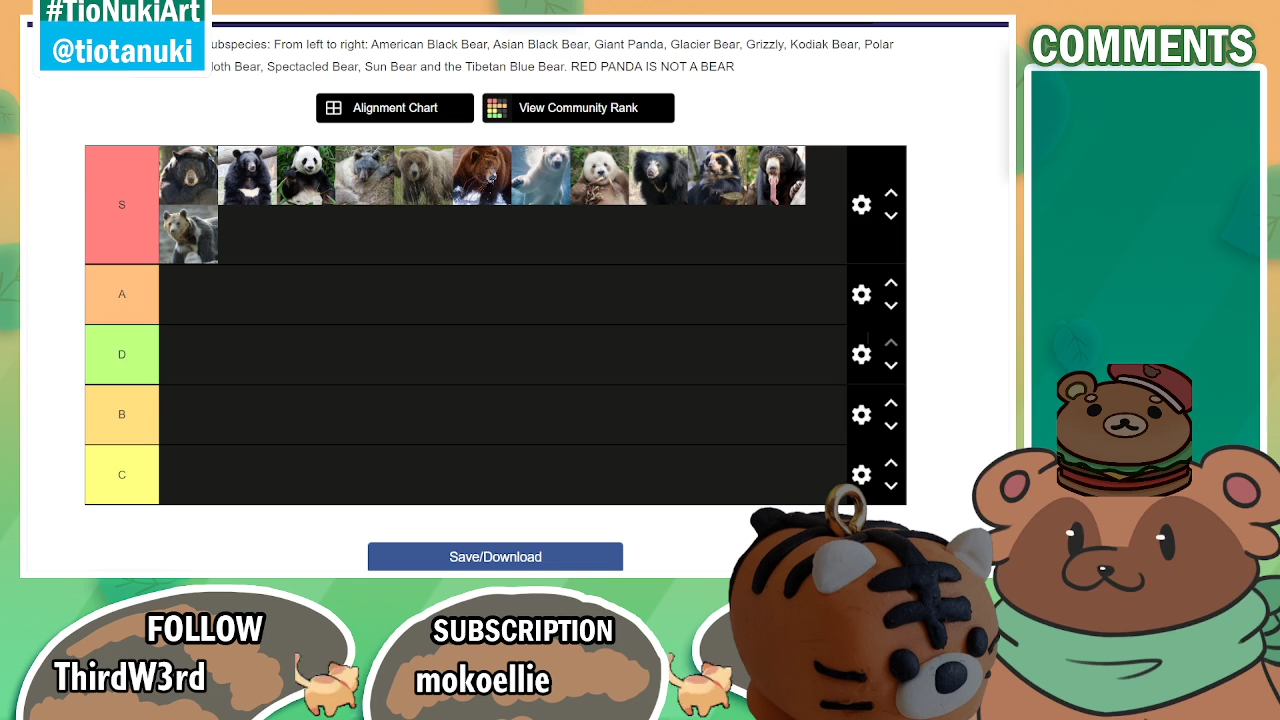 #TioNukiArt
@tiotanuki
ubspecies: From left to right: American Black Bear, Asian Black Bear, Giant Panda, Glacier Bear, Grizzly, Kodiak Bear, Polar
loth Bear, Spectacled Bear, Sun Bear and the Tibetan Blue Bear. RED PANDA IS NOT A BEAR
COMMENTS
Alignment Chart
View Community Rank
S
A
D
B
C
Save/Download
FOLLOW
ThirdW3rd
SUBSCRIPTION
mokoellie